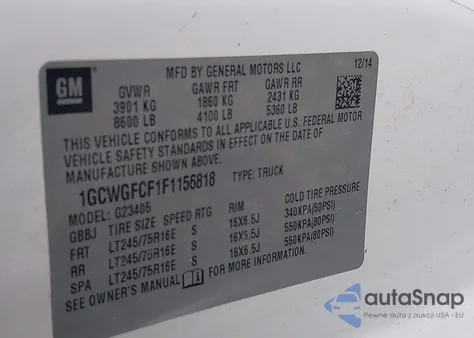 GM
MFD BY GENERAL MOTORS LLC 12/14
GVWR GAWR FRT GAWR RR
3901 KG 1860 KG 2431 KG
8600 LB 4100 LB 5360 LB
THIS VEHICLE CONFORMS TO ALL APPLICABLE U.S. FEDERAL MOTOR
VEHICLE SAFETY STANDARDS IN EFFECT ON THE DATE OF
MANUFACTURE SHOWN ABOVE.
1GCWGFCF1F1156818 TYPE: TRUCK
MODEL: G23405
GBBJ TIRE SIZE SPEED RTG RIM COLD TIRE PRESSURE
FRT LT245/75R16E S 16X6.5J 340KPA(50PSI)
RR LT245/75R16E S 16X6.5J 550KPA(80PSI)
SPA LT245/75R16E S 16X6.5J 550KPA(80PSI)
SEE OWNER'S MANUAL FOR MORE INFORMATION.
autoSnap
Pewne auta z aukcji USA i EU